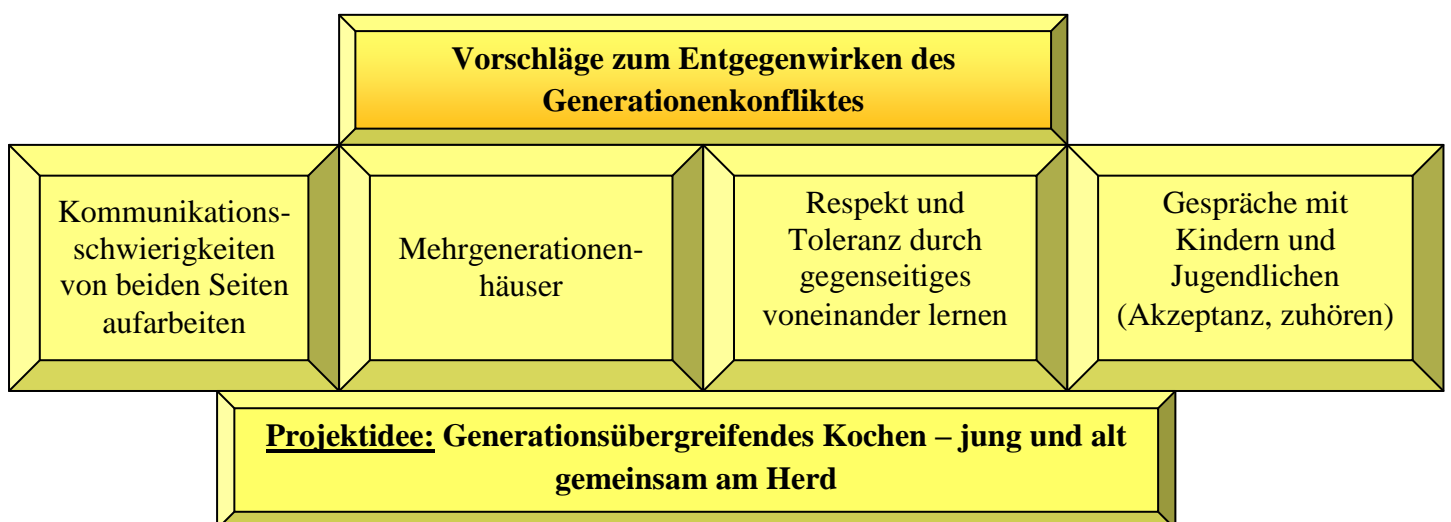 Vorschläge zum Entgegenwirken des
Generationenkonfliktes
Kommunikations-
schwierigkeiten
von beiden Seiten
aufarbeiten
Mehrgenerationen-
häuser
Respekt und
Toleranz durch
gegenseitiges
voneinander lernen
Gespräche mit
Kindern und
Jugendlichen
(Akzeptanz, zuhören)
Projektidee: Generationsübergreifendes Kochen – jung und alt
gemeinsam am Herd